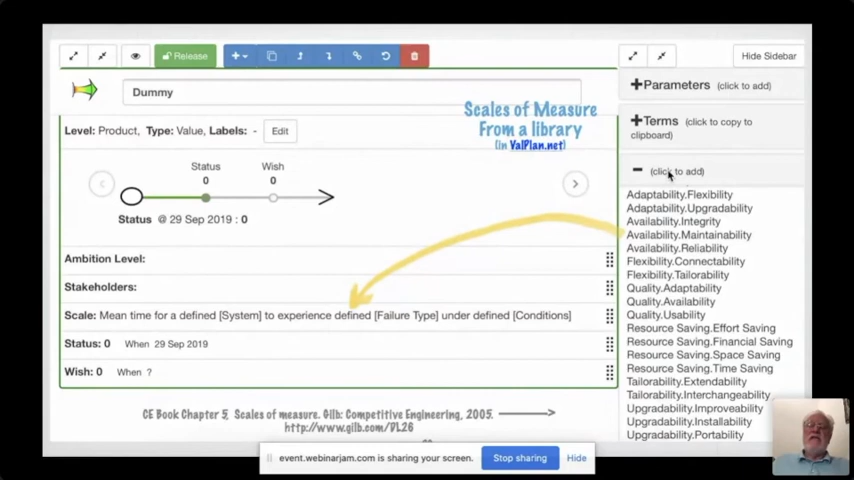 Release
Hide Sidebar
Dummy
Scales of Measure
From a library
(in ValPlan.net)
Level: Product, Type: Value, Labels: - Edit
Status
0
Wish
0
Status @ 29 Sep 2019 : 0
Ambition Level:
Stakeholders:
Scale: Mean time for a defined [System] to experience defined [Failure Type] under defined [Conditions]
Status: 0 When 29 Sep 2019
Wish: 0 When ?
+Parameters (click to add)
+Terms (click to copy to
clipboard)
(click to add)
Adaptability.Flexibility
Adaptability.Upgradability
Availability.Integrity
Availability.Maintainability
Availability.Reliability
Flexibility.Connectability
Flexibility.Tailorability
Quality.Adaptability
Quality.Availability
Quality.Usability
Resource Saving.Effort Saving
Resource Saving.Financial Saving
Resource Saving.Space Saving
Resource Saving.Time Saving
Tailorability.Extendability
Tailorability.Interchangeability
Upgradability.Improveability
Upgradability.Installability
Upgradability.Portability
CE Book Chapter 5, Scales of measure. Gilb: Competitive Engineering, 2005.
http://www.gilb.com/DL26
event.webinarjam.com is sharing your screen. Stop sharing Hide